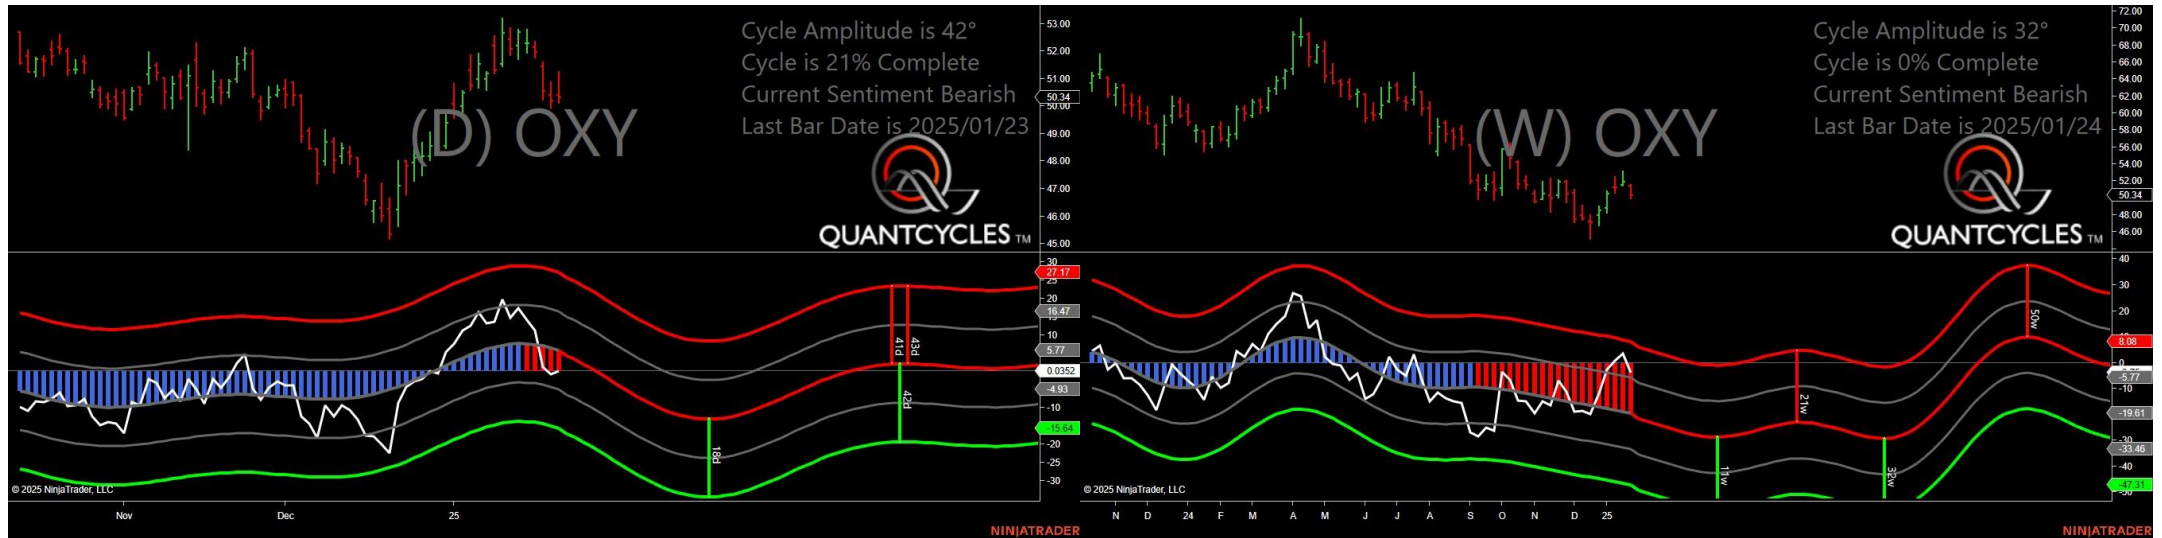 Cycle Amplitude is 42°
Cycle is 21% Complete
Current Sentiment Bearish
Last Bar Date is 2025/01/23
(D) OXY
QUANTCYCLES TM
53.00
52.00
51.00
50.34
50.00
49.00
48.00
47.00
46.00
45.00
30
27.17
25
20
16.47
10
5.77
0.0352
-4.93
-10
-15.64
-20
-25
-30
41d
43d
42d
18d
© 2025 NinjaTrader, LLC
Nov
Dec
25
NINJATRADER
Cycle Amplitude is 32°
Cycle is 0% Complete
Current Sentiment Bearish
Last Bar Date is 2025/01/24
(W) OXY
QUANTCYCLES TM
72.00
70.00
68.00
66.00
64.00
62.00
60.00
58.00
56.00
54.00
52.00
50.34
48.00
46.00
40
30
20
8.08
0
-5.77
-10
-19.61
-30
-33.46
-40
-47.31
50w
21w
11w
32w
© 2025 NinjaTrader, LLC
N D 24 F M A M J J A S O N D 25
NINJATRADER